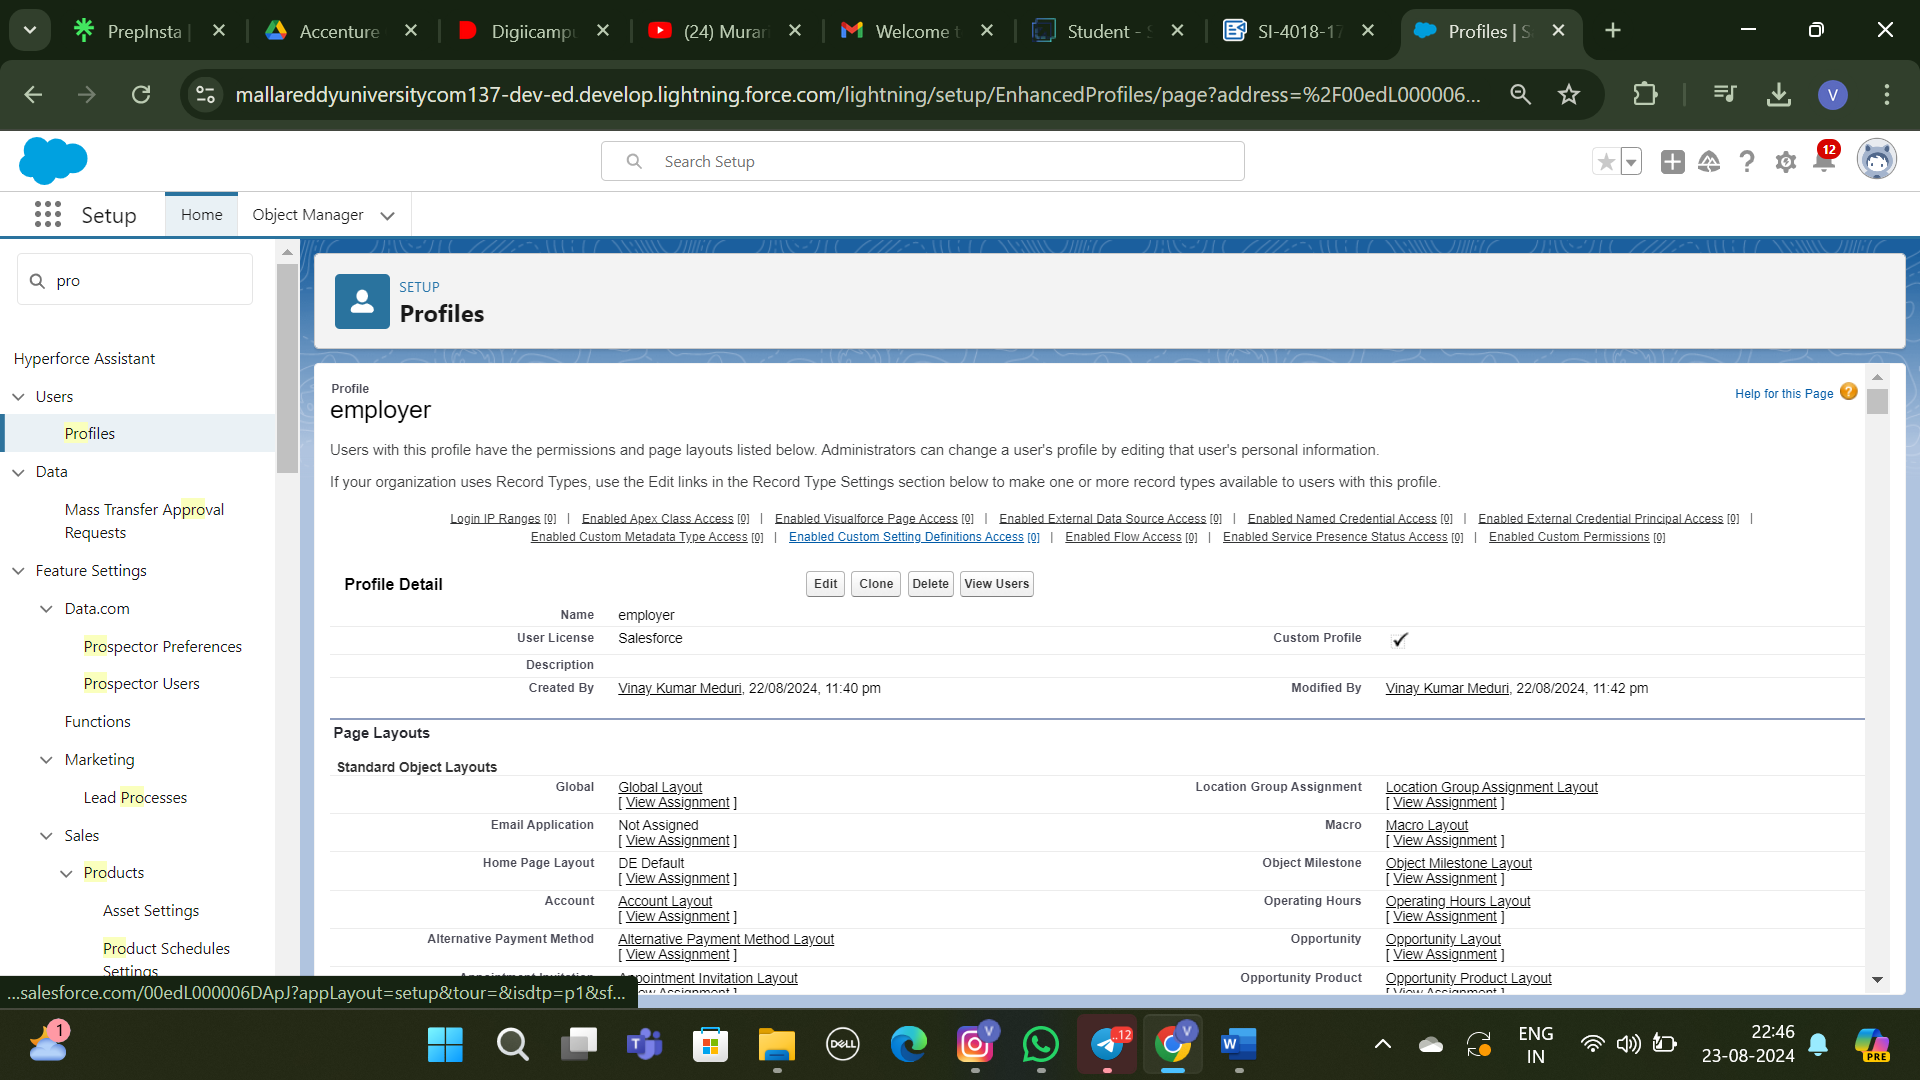 PrepInsta |
Accenture
Digiicampu
(24) Murar
Welcome t
Student - S
SI-4018-17
Profiles | Sa
mallareddyuniversitycom137-dev-ed.develop.lightning.force.com/lightning/setup/EnhancedProfiles/page?address=%2F00edL000006...
V
Search Setup
12
Setup
Home
Object Manager
pro
Hyperforce Assistant
Users
Profiles
Data
Mass Transfer Approval
Requests
Feature Settings
Data.com
Prospector Preferences
Prospector Users
Functions
Marketing
Lead Processes
Sales
Products
Asset Settings
Product Schedules
Settings
SETUP
Profiles
Profile
employer
Help for this Page ?
Users with this profile have the permissions and page layouts listed below. Administrators can change a user's profile by editing that user's personal information.
If your organization uses Record Types, use the Edit links in the Record Type Settings section below to make one or more record types available to users with this profile.
Login IP Ranges [0] | Enabled Apex Class Access [0] | Enabled Visualforce Page Access [0] | Enabled External Data Source Access [0] | Enabled Named Credential Access [0] | Enabled External Credential Principal Access [0] |
Enabled Custom Metadata Type Access [0] | Enabled Custom Setting Definitions Access [0] | Enabled Flow Access [0] | Enabled Service Presence Status Access [0] | Enabled Custom Permissions [0]
Profile Detail
Edit Clone Delete View Users
Name employer
User License Salesforce Custom Profile ✓
Description
Created By Vinay Kumar Meduri, 22/08/2024, 11:40 pm Modified By Vinay Kumar Meduri, 22/08/2024, 11:42 pm
Page Layouts
Standard Object Layouts
Global Global Layout Location Group Assignment Location Group Assignment Layout
[ View Assignment ] [ View Assignment ]
Email Application Not Assigned Macro Macro Layout
[ View Assignment ] [ View Assignment ]
Home Page Layout DE Default Object Milestone Object Milestone Layout
[ View Assignment ] [ View Assignment ]
Account Account Layout Operating Hours Operating Hours Layout
[ View Assignment ] [ View Assignment ]
Alternative Payment Method Alternative Payment Method Layout Opportunity Opportunity Layout
[ View Assignment ] [ View Assignment ]
Appointment Invitation Appointment Invitation Layout Opportunity Product Opportunity Product Layout
View Assignment ] [ View Assignment ]
...salesforce.com/00edL000006DApJ?appLayout=setup&tour=&isdtp=p1&sf...
1
DELL
V
..12
V
W
ENG
IN
22:46
23-08-2024
PRE